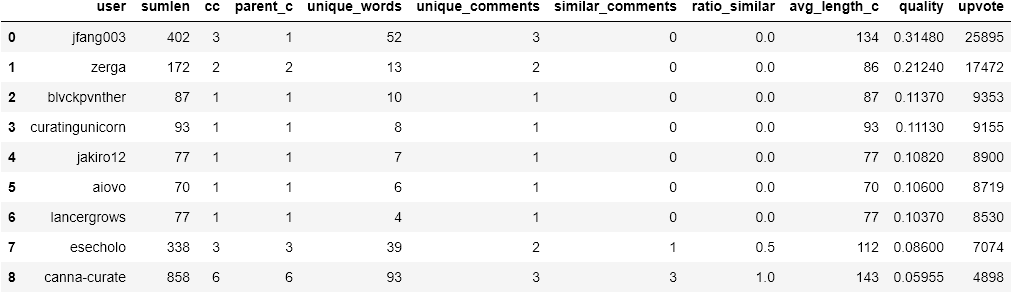 user sumlen cc parent_c unique_words unique_comments similar_comments ratio_similar avg_length_c quality upvote
0 jfang003 402 3 1 52 3 0 0.0 134 0.31480 25895
1 zerga 172 2 2 13 2 0 0.0 86 0.21240 17472
2 blvckpvnther 87 1 1 10 1 0 0.0 87 0.11370 9353
3 curatingunicorn 93 1 1 8 1 0 0.0 93 0.11130 9155
4 jakiro12 77 1 1 7 1 0 0.0 77 0.10820 8900
5 aiovo 70 1 1 6 1 0 0.0 70 0.10600 8719
6 lancergrows 77 1 1 4 1 0 0.0 77 0.10370 8530
7 esecholo 338 3 3 39 2 1 0.5 112 0.08600 7074
8 canna-curate 858 6 6 93 3 3 1.0 143 0.05955 4898